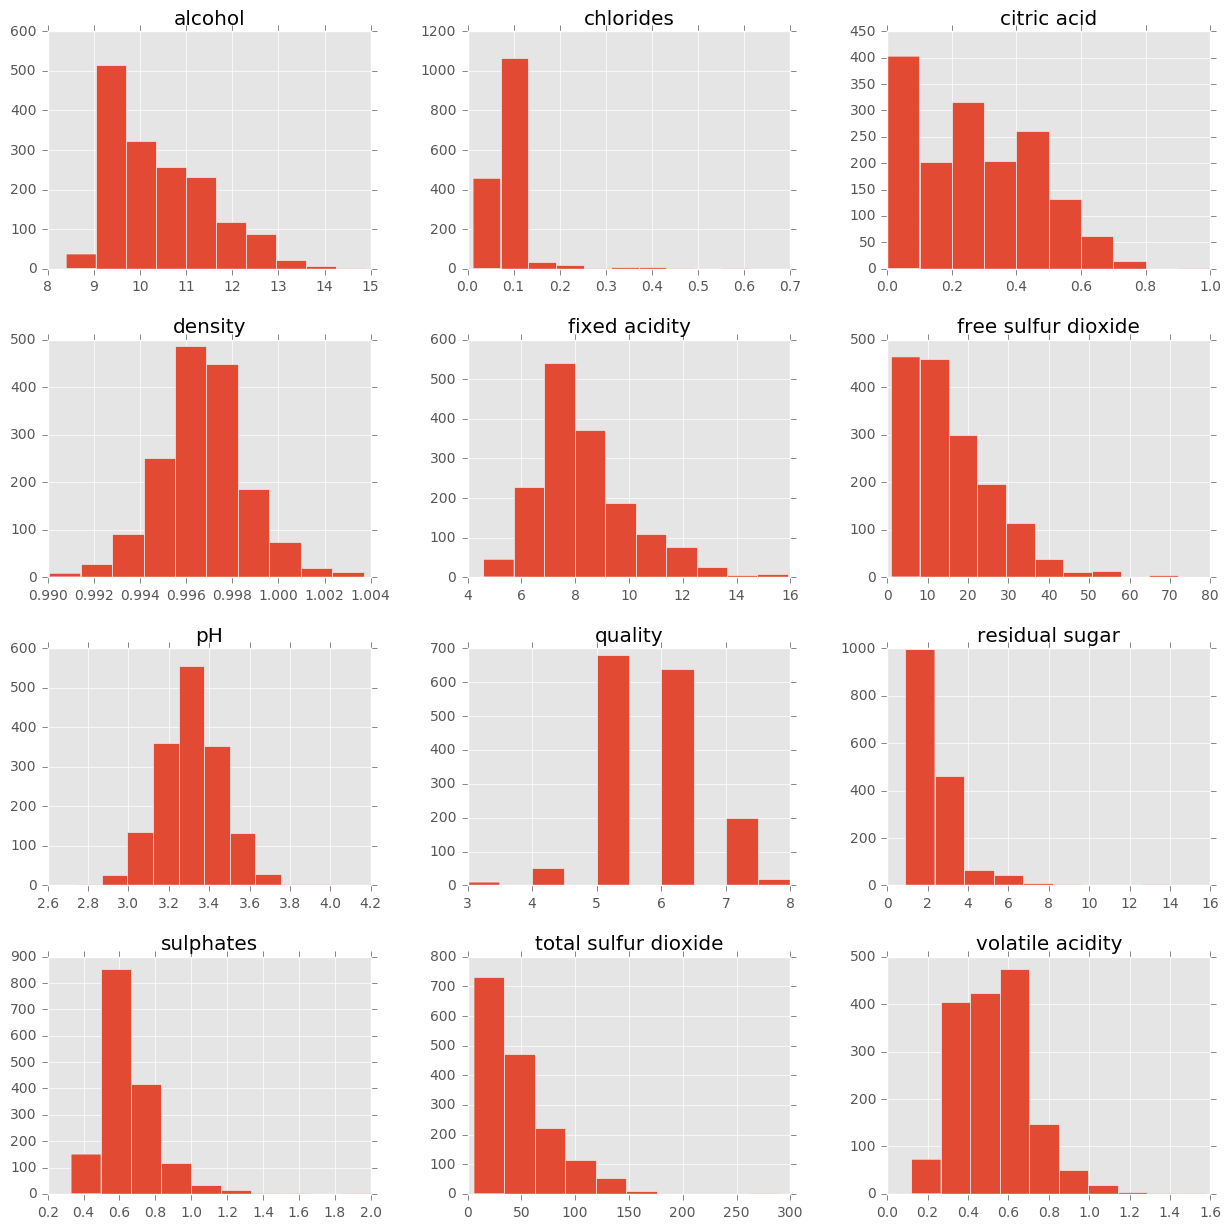 alcohol chlorides citric acid
600 1200 450
500 1000 400
400 800 350
300 600 300
200 400 250
100 200 200
0 0 150
100
50
0
8 9 10 11 12 13 14 15 0.0 0.1 0.2 0.3 0.4 0.5 0.6 0.7 0.0 0.2 0.4 0.6 0.8 1.0
density fixed acidity free sulfur dioxide
500 600 500
400 500 400
300 400 300
200 300 200
100 200 100
0 100 0
0
0.990 0.992 0.994 0.996 0.998 1.000 1.002 1.004 4 6 8 10 12 14 16 0 10 20 30 40 50 60 70 80
pH quality residual sugar
600 700 1000
500 600 800
400 500 600
300 400 400
200 300 200
100 200 0
0 100
0
2.6 2.8 3.0 3.2 3.4 3.6 3.8 4.0 4.2 3 4 5 6 7 8 0 2 4 6 8 10 12 14 16
sulphates total sulfur dioxide volatile acidity
900 800 500
800 700 400
700 600 300
600 500 200
500 400 100
400 300 0
300 200
200 100
100 0
0
0.2 0.4 0.6 0.8 1.0 1.2 1.4 1.6 1.8 2.0 0 50 100 150 200 250 300 0.0 0.2 0.4 0.6 0.8 1.0 1.2 1.4 1.6